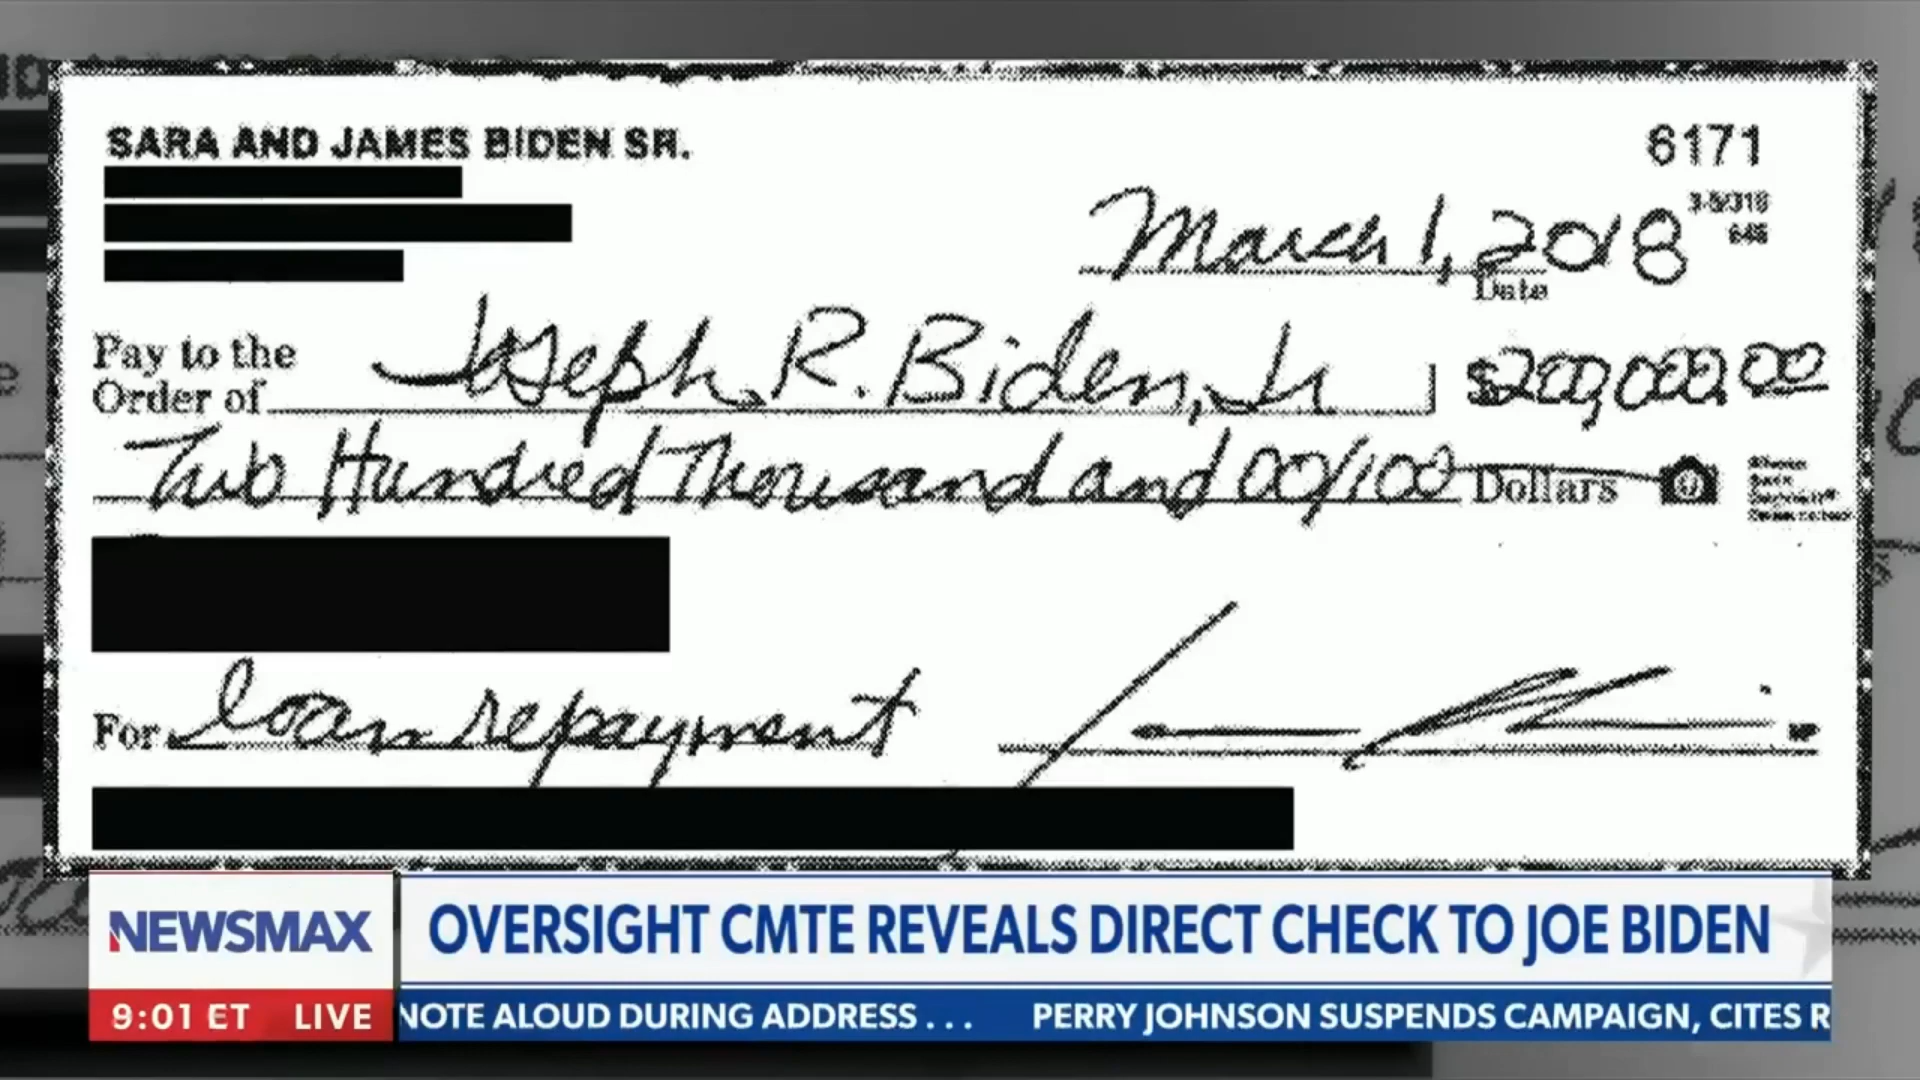 SARA AND JAMES BIDEN SR.
6171
March 1, 2018
Date
Pay to the
Order of
Joseph R. Biden, Jr
$200,000.00
Two Hundred Thousand and 00/100 Dollars
For loan repayment
NEWSMAX
OVERSIGHT CMTE REVEALS DIRECT CHECK TO JOE BIDEN
9:01 ET LIVE
NOTE ALOUD DURING ADDRESS . . . PERRY JOHNSON SUSPENDS CAMPAIGN, CITES R